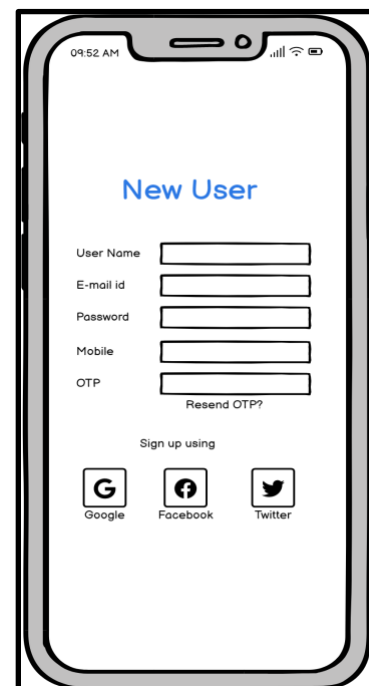 09:52 AM
New User
User Name
E-mail id
Password
Mobile
OTP
Resend OTP?
Sign up using
Google Facebook Twitter